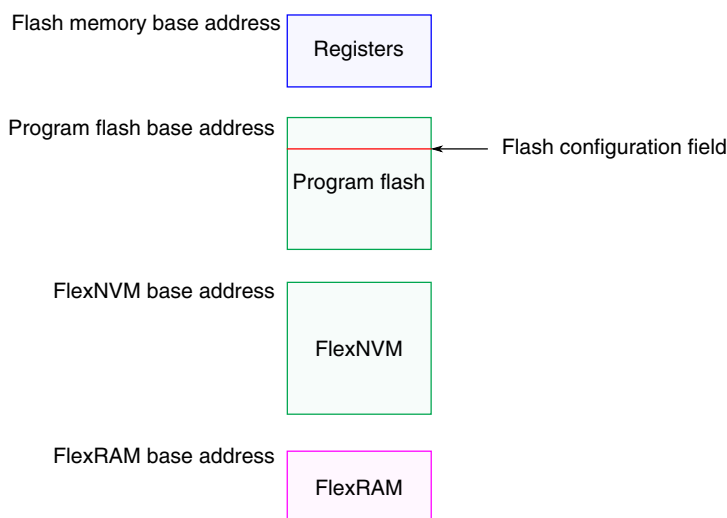 Flash memory base address
Registers
Program flash base address
Flash configuration field
Program flash
FlexNVM base address
FlexNVM
FlexRAM base address
FlexRAM